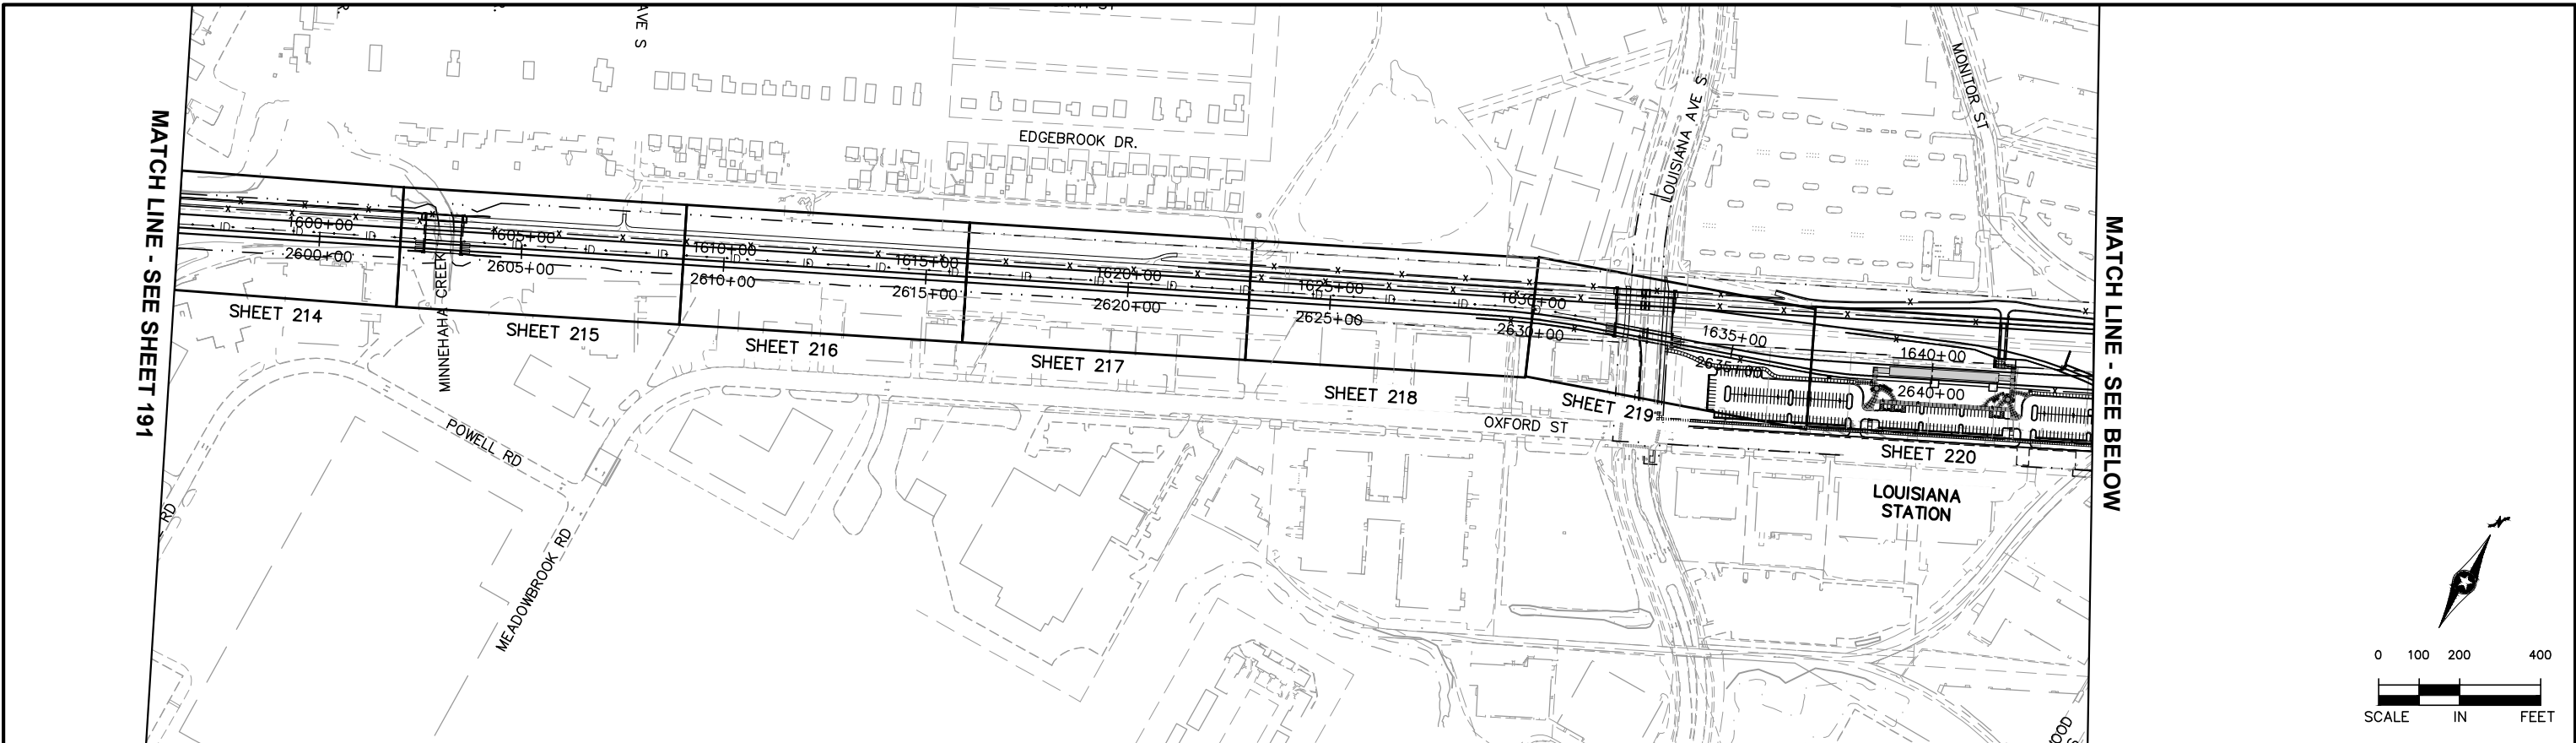 AVE S
MONITOR ST
LOUISIANA AVE S
EDGEBROOK DR.
MATCH LINE - SEE SHEET 191
MATCH LINE - SEE BELOW
1600+00
1605+00
1610+00
1615+00
1620+00
1625+00
1630+00
1635+00
1640+00
2600+00
2605+00
2610+00
2615+00
2620+00
2625+00
2630+00
2635+00
2640+00
MINNEHAHA CREEK
SHEET 214
SHEET 215
SHEET 216
SHEET 217
SHEET 218
SHEET 219
SHEET 220
OXFORD ST
POWELL RD
RD
MEADOWBROOK RD
LOUISIANA
STATION
0 100 200 400
SCALE IN FEET